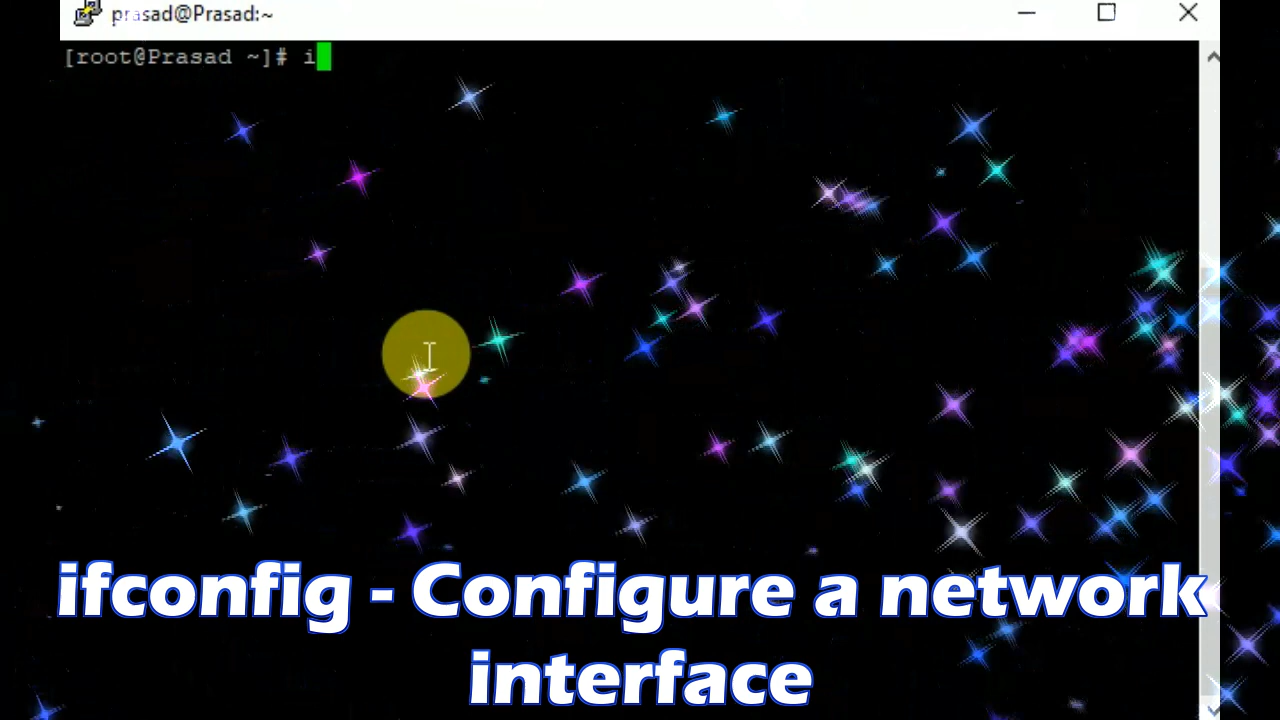 prasad@Prasad:~
[root@Prasad ~]# i
ifconfig - Configure a network
interface